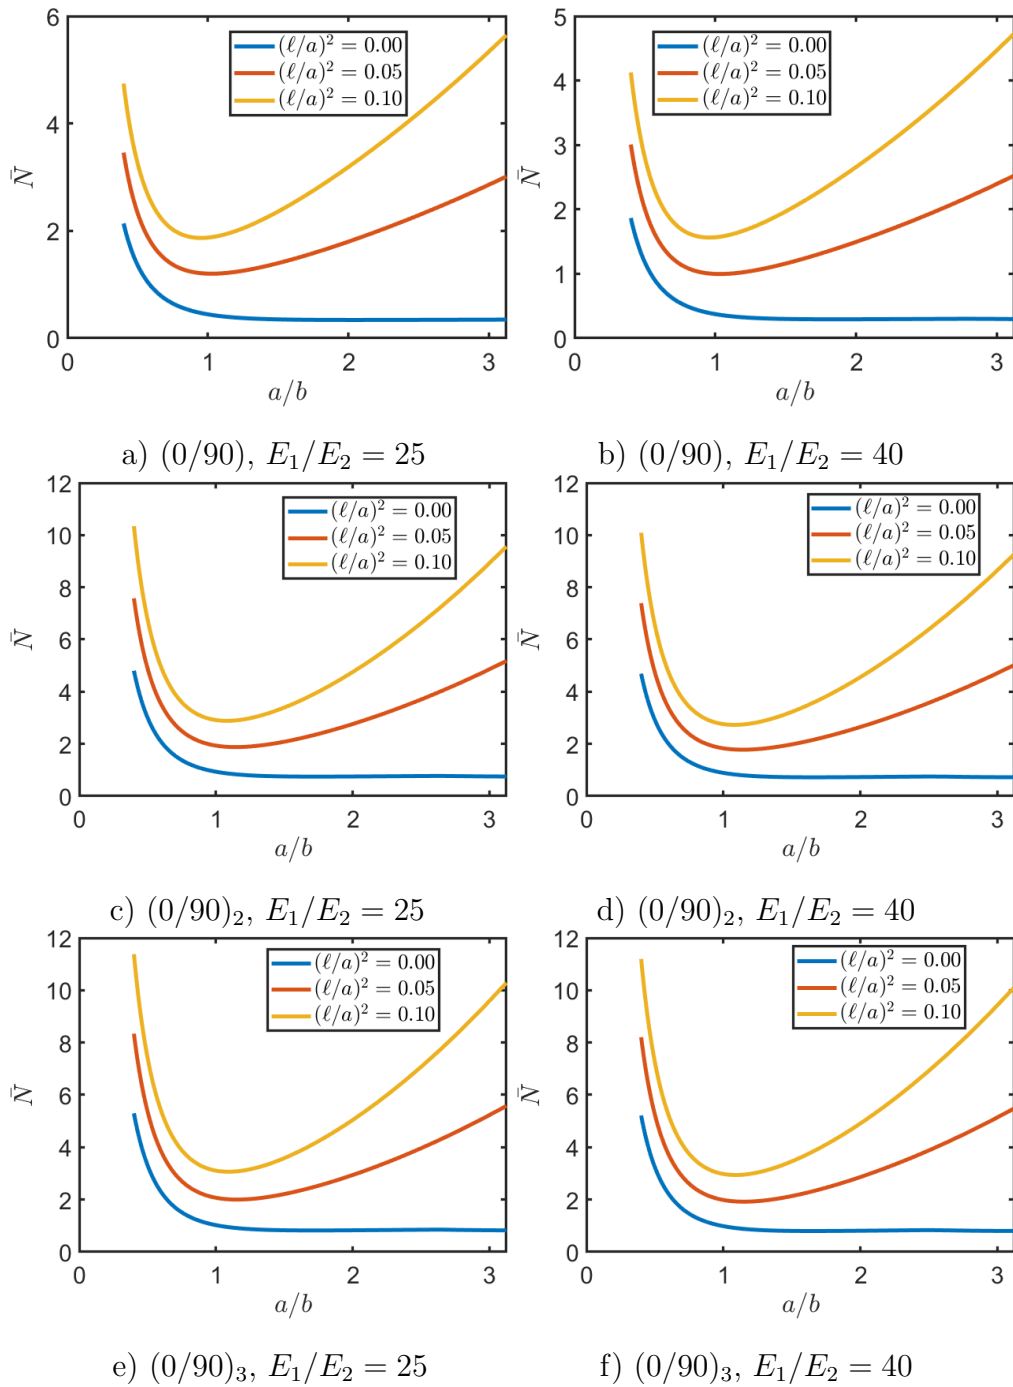 6
4
2
0
0
1
2
3
N̄
a/b
(ℓ/a)² = 0.00
(ℓ/a)² = 0.05
(ℓ/a)² = 0.10
a) (0/90), E₁/E₂ = 25
5
4
3
2
1
0
0
1
2
3
N̄
a/b
(ℓ/a)² = 0.00
(ℓ/a)² = 0.05
(ℓ/a)² = 0.10
b) (0/90), E₁/E₂ = 40
12
10
8
6
4
2
0
0
1
2
3
N̄
a/b
(ℓ/a)² = 0.00
(ℓ/a)² = 0.05
(ℓ/a)² = 0.10
c) (0/90)₂, E₁/E₂ = 25
12
10
8
6
4
2
0
0
1
2
3
N̄
a/b
(ℓ/a)² = 0.00
(ℓ/a)² = 0.05
(ℓ/a)² = 0.10
d) (0/90)₂, E₁/E₂ = 40
12
10
8
6
4
2
0
0
1
2
3
N̄
a/b
(ℓ/a)² = 0.00
(ℓ/a)² = 0.05
(ℓ/a)² = 0.10
e) (0/90)₃, E₁/E₂ = 25
12
10
8
6
4
2
0
0
1
2
3
N̄
a/b
(ℓ/a)² = 0.00
(ℓ/a)² = 0.05
(ℓ/a)² = 0.10
f) (0/90)₃, E₁/E₂ = 40